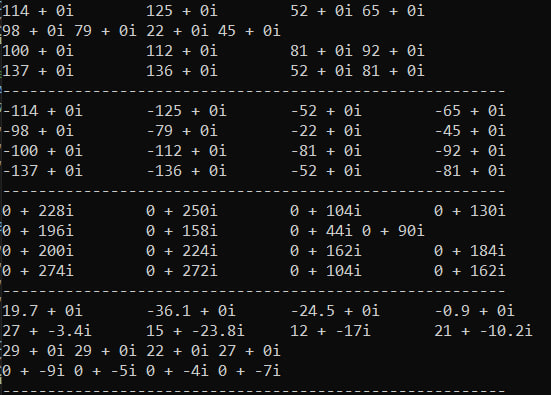 114 + 0i 125 + 0i 52 + 0i 65 + 0i
98 + 0i 79 + 0i 22 + 0i 45 + 0i
100 + 0i 112 + 0i 81 + 0i 92 + 0i
137 + 0i 136 + 0i 52 + 0i 81 + 0i
--------------------------------------------------------
-114 + 0i -125 + 0i -52 + 0i -65 + 0i
-98 + 0i -79 + 0i -22 + 0i -45 + 0i
-100 + 0i -112 + 0i -81 + 0i -92 + 0i
-137 + 0i -136 + 0i -52 + 0i -81 + 0i
--------------------------------------------------------
0 + 228i 0 + 250i 0 + 104i 0 + 130i
0 + 196i 0 + 158i 0 + 44i 0 + 90i
0 + 200i 0 + 224i 0 + 162i 0 + 184i
0 + 274i 0 + 272i 0 + 104i 0 + 162i
--------------------------------------------------------
19.7 + 0i -36.1 + 0i -24.5 + 0i -0.9 + 0i
27 + -3.4i 15 + -23.8i 12 + -17i 21 + -10.2i
29 + 0i 29 + 0i 22 + 0i 27 + 0i
0 + -9i 0 + -5i 0 + -4i 0 + -7i
--------------------------------------------------------